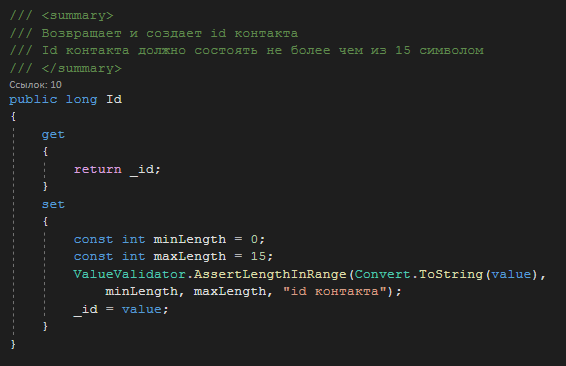 /// <summary>
/// Возвращает и создает id контакта
/// Id контакта должно состоять не более чем из 15 символом
/// </summary>
Ссылок: 10
public long Id
{
get
{
return _id;
}
set
{
const int minLength = 0;
const int maxLength = 15;
ValueValidator.AssertLengthInRange(Convert.ToString(value),
minLength, maxLength, "id контакта");
_id = value;
}
}